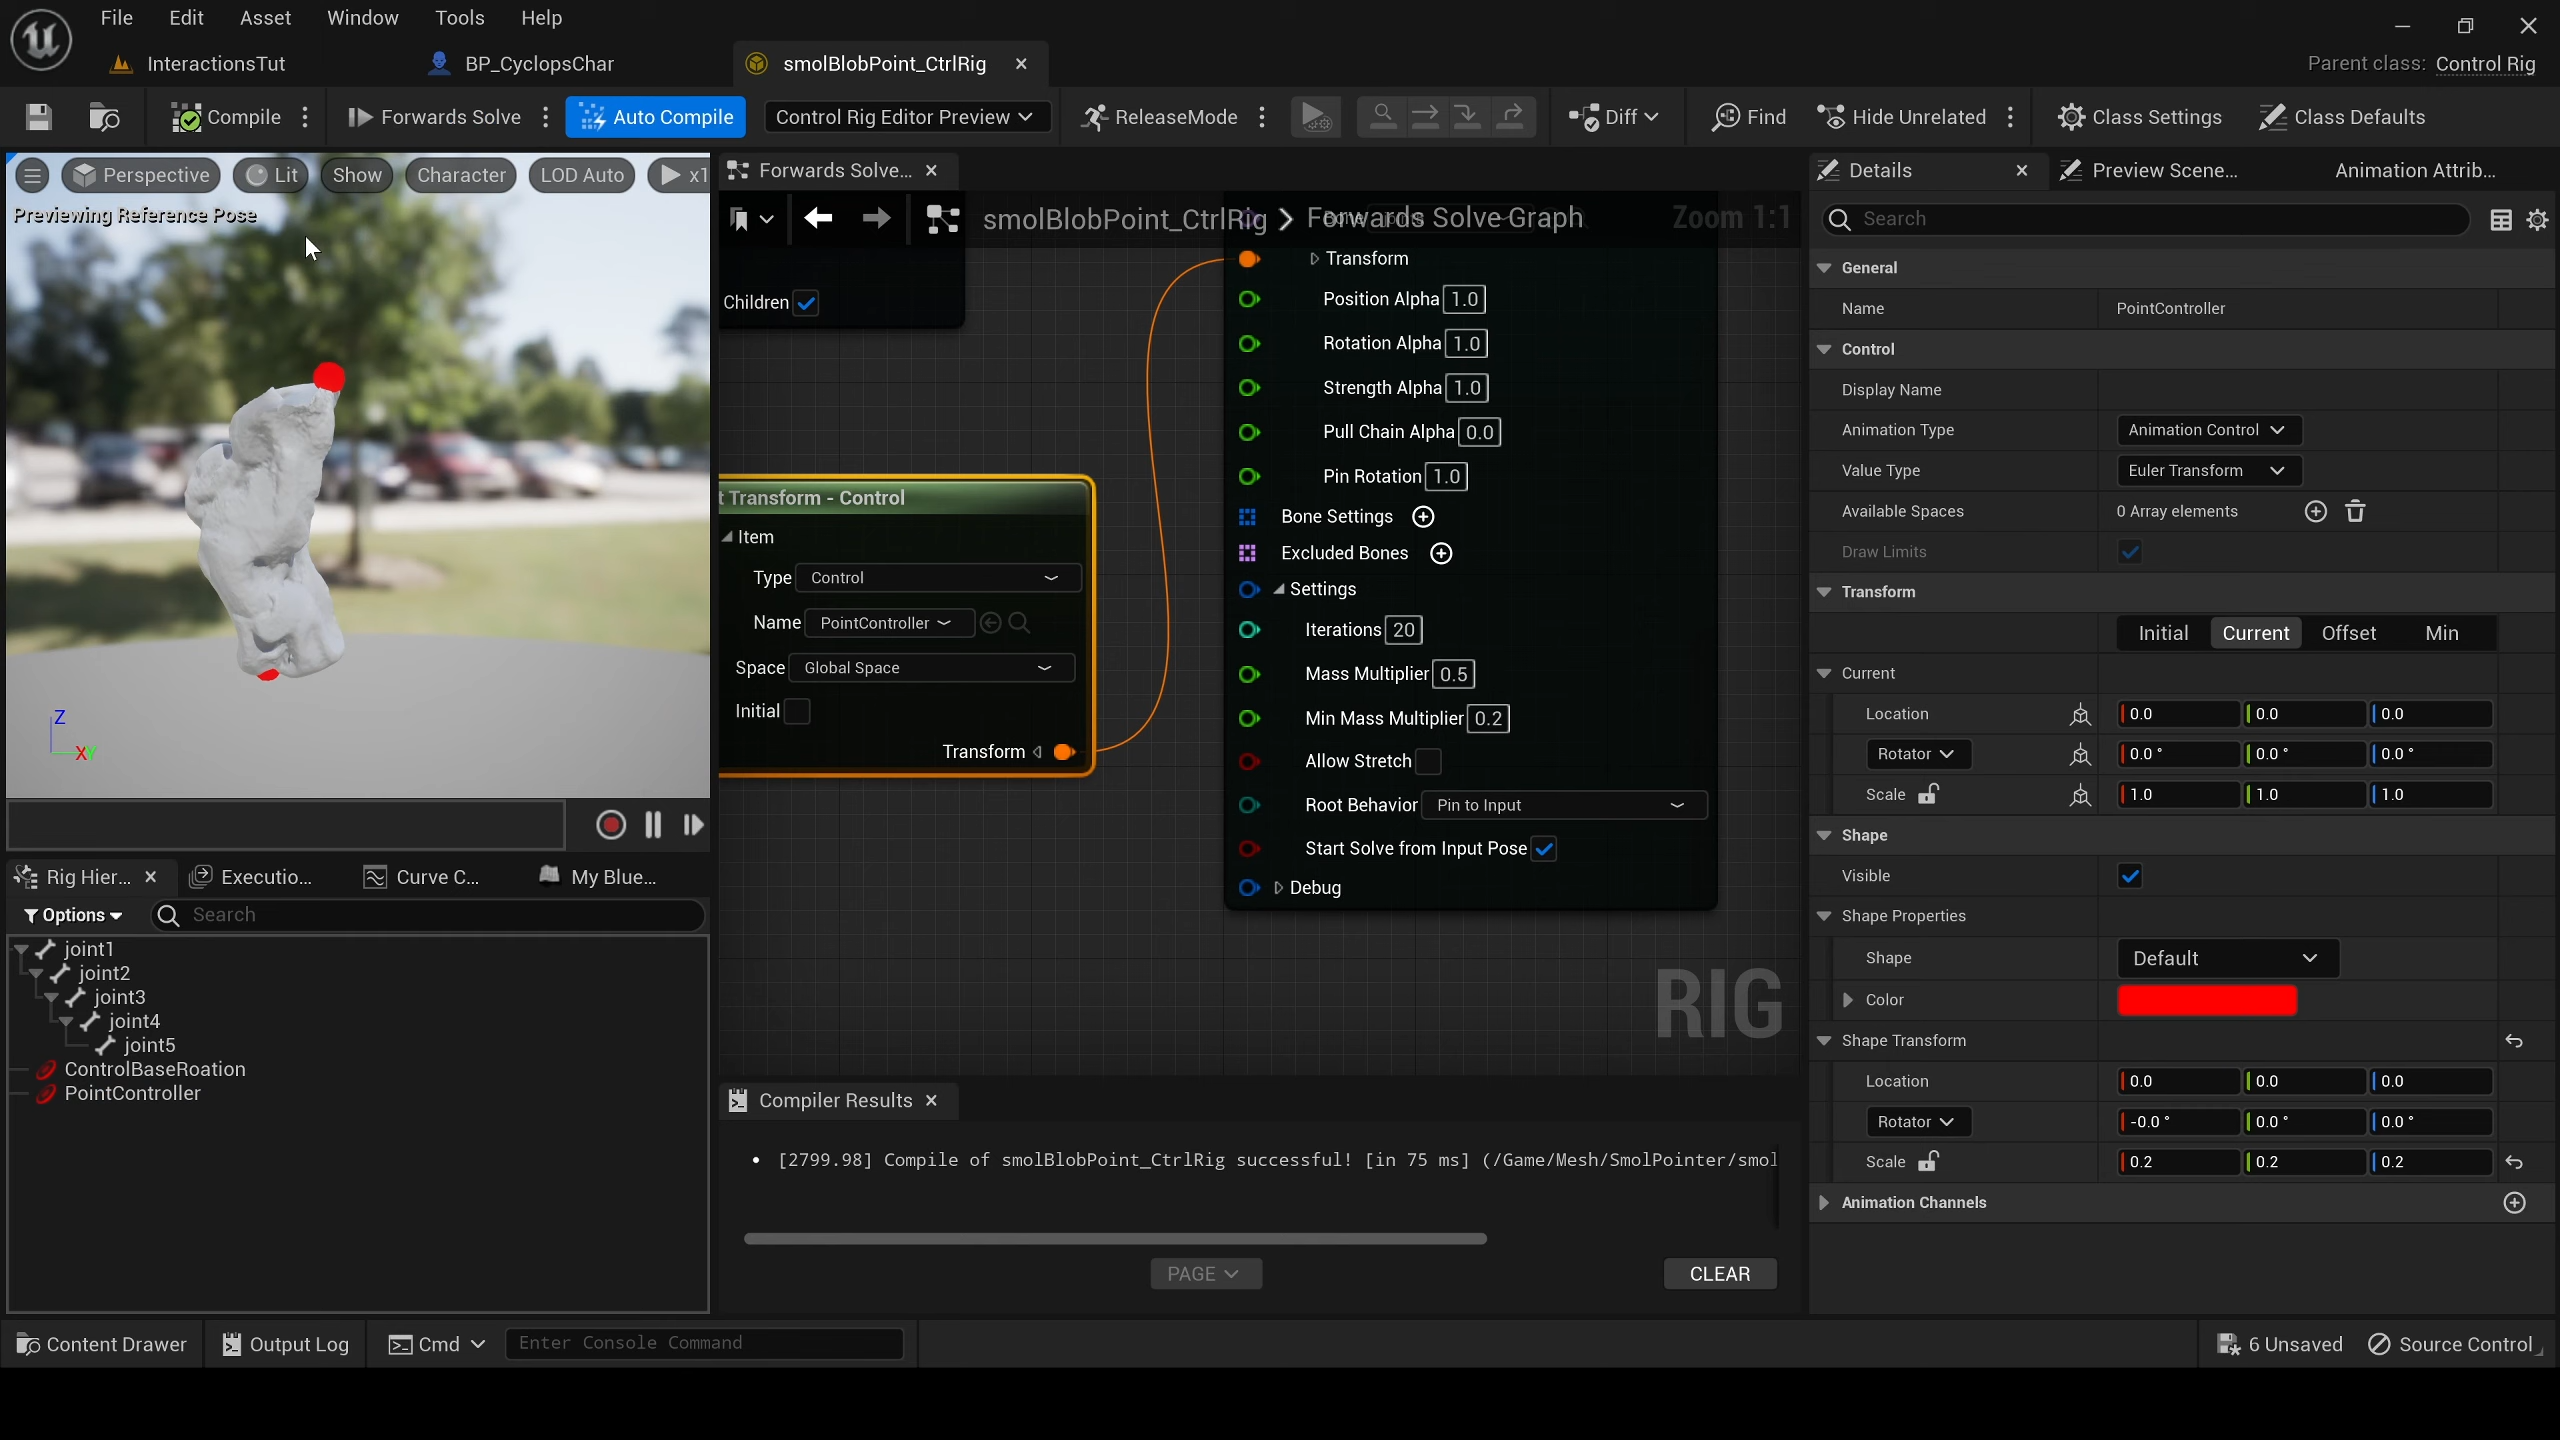 File Edit Asset Window Tools Help
InteractionsTut BP_CyclopsChar smolBlobPoint_CtrlRig Parent class: Control Rig
Compile Forwards Solve Auto Compile Control Rig Editor Preview ReleaseMode Diff Find Hide Unrelated Class Settings Class Defaults
Perspective Lit Show Character LOD Auto x1
Previewing Reference Pose
Z
X Y
Forwards Solve...
smolBlobPoint_CtrlRig > Forwards Solve Graph Zoom 1:1
Children
t Transform - Control
Item
Type Control
Name PointController
Space Global Space
Initial
Transform
Transform
Position Alpha 1.0
Rotation Alpha 1.0
Strength Alpha 1.0
Pull Chain Alpha 0.0
Pin Rotation 1.0
Bone Settings
Excluded Bones
Settings
Iterations 20
Mass Multiplier 0.5
Min Mass Multiplier 0.2
Allow Stretch
Root Behavior Pin to Input
Start Solve from Input Pose
Debug
RIG
Rig Hier... Executio... Curve C... My Blue...
Options Search
joint1
joint2
joint3
joint4
joint5
ControlBaseRoation
PointController
Compiler Results
• [2799.98] Compile of smolBlobPoint_CtrlRig successful! [in 75 ms] (/Game/Mesh/SmolPointer/smol
PAGE CLEAR
Details Preview Scene... Animation Attrib...
Search
General
Name PointController
Control
Display Name
Animation Type Animation Control
Value Type Euler Transform
Available Spaces 0 Array elements
Draw Limits
Transform
Initial Current Offset Min
Current
Location 0.0 0.0 0.0
Rotator 0.0 ° 0.0 ° 0.0 °
Scale 1.0 1.0 1.0
Shape
Visible
Shape Properties
Shape Default
Color
Shape Transform
Location 0.0 0.0 0.0
Rotator -0.0 ° 0.0 ° 0.0 °
Scale 0.2 0.2 0.2
Animation Channels
Content Drawer Output Log Cmd Enter Console Command 6 Unsaved Source Control